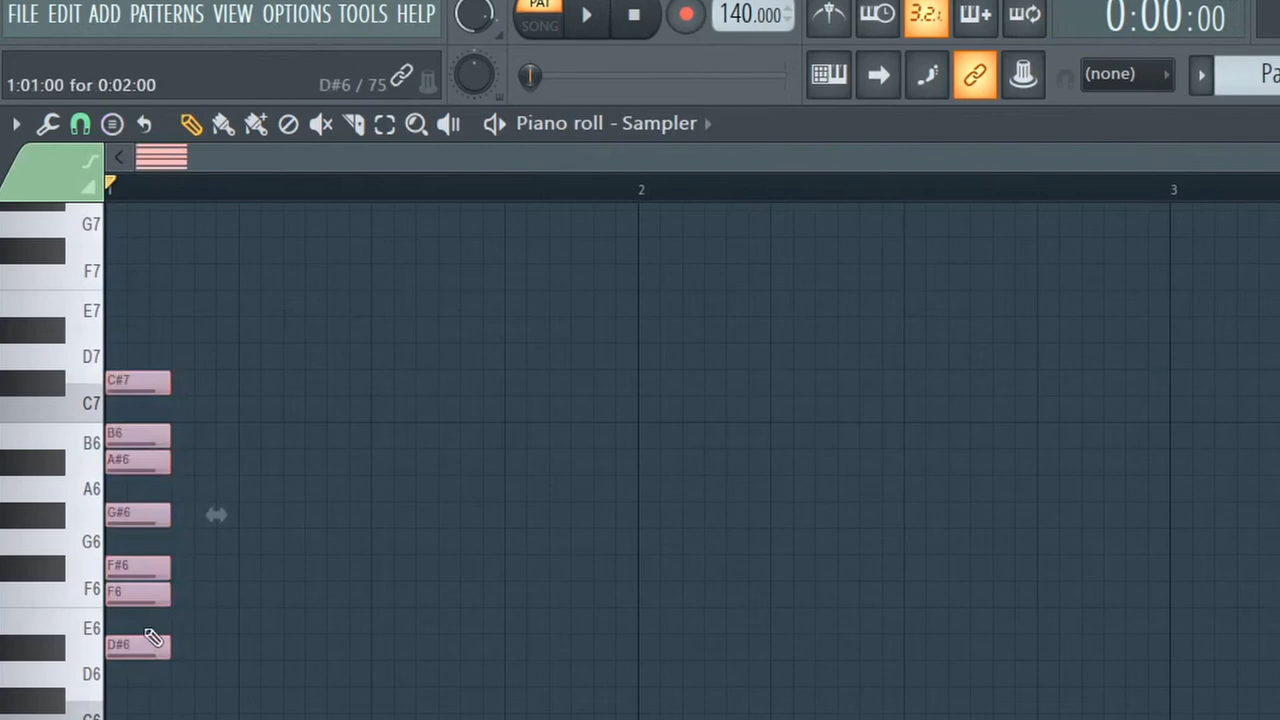 FILE EDIT ADD PATTERNS VIEW OPTIONS TOOLS HELP
PAT
SONG
140.000
3.2.
0:00:00
1:01:00 for 0:02:00
D#6 / 75
(none)
Pa
Piano roll - Sampler
2
3
G7
F7
E7
D7
C#7
C7
B6
B6
A#6
A6
G#6
G6
F#6
F6
F6
E6
D#6
D6
C6